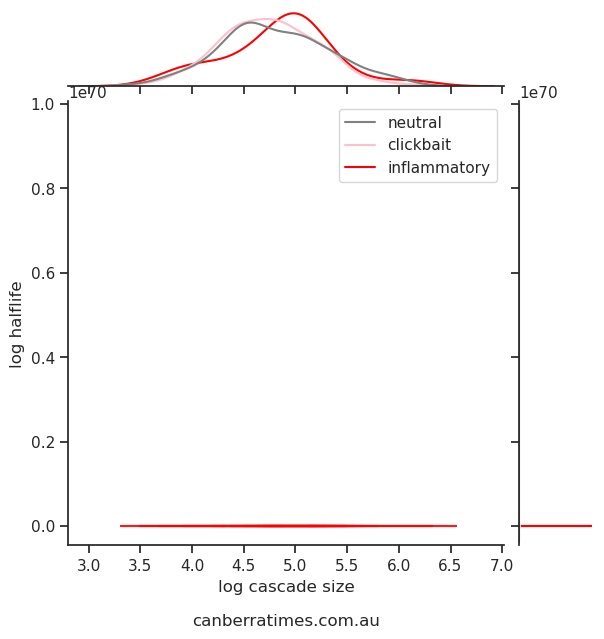 1e70
1e70
1.0
neutral
clickbait
inflammatory
0.8
0.6
0.4
0.2
0.0
log halflife
3.0 3.5 4.0 4.5 5.0 5.5 6.0 6.5 7.0
log cascade size
canberratimes.com.au